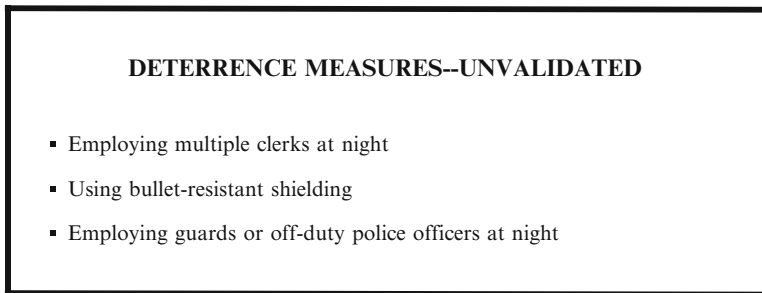 DETERRENCE MEASURES--UNVALIDATED
▪ Employing multiple clerks at night
▪ Using bullet-resistant shielding
▪ Employing guards or off-duty police officers at night